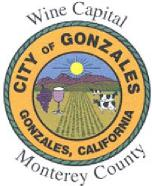 Wine Capital
CITY OF GONZALES
GONZALES, CALIFORNIA
Monterey County